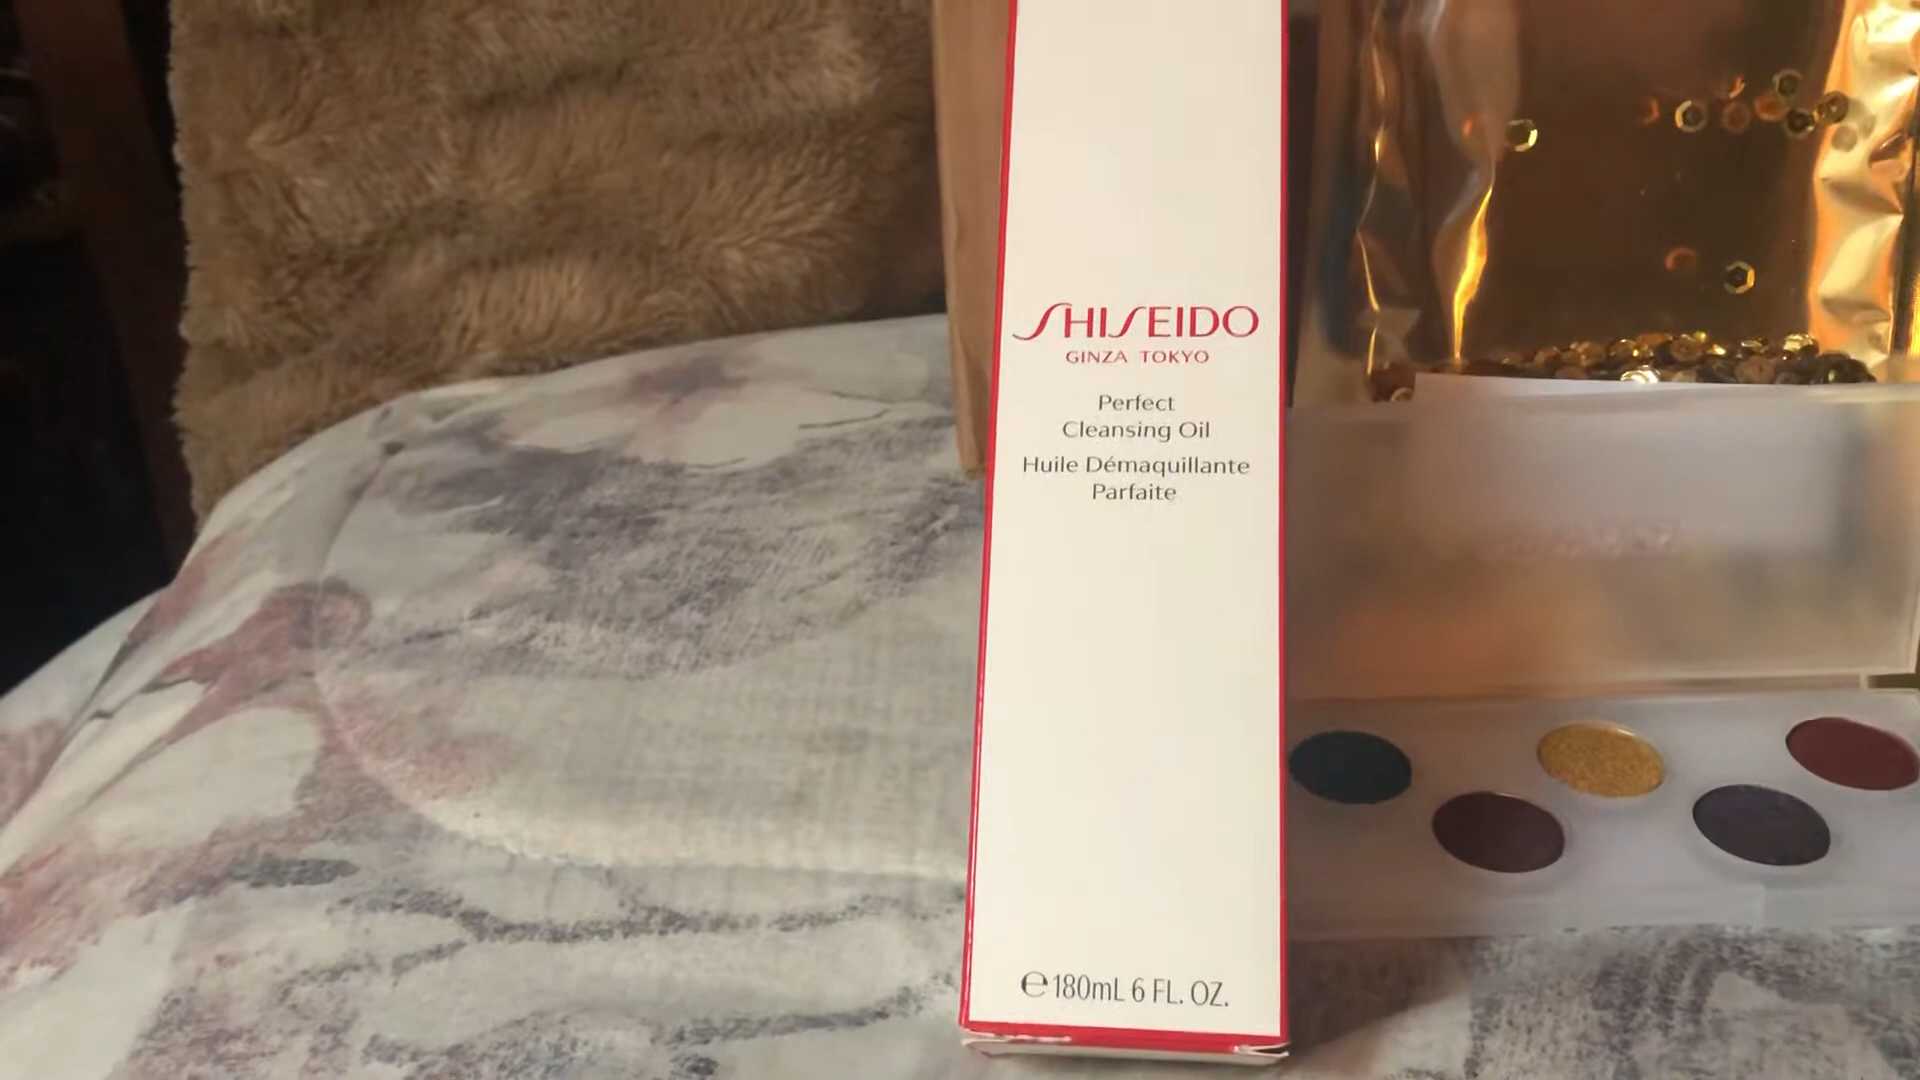 SHISEIDO
GINZA TOKYO
Perfect
Cleansing Oil
Huile Démaquillante
Parfaite
℮180mL 6 FL. OZ.